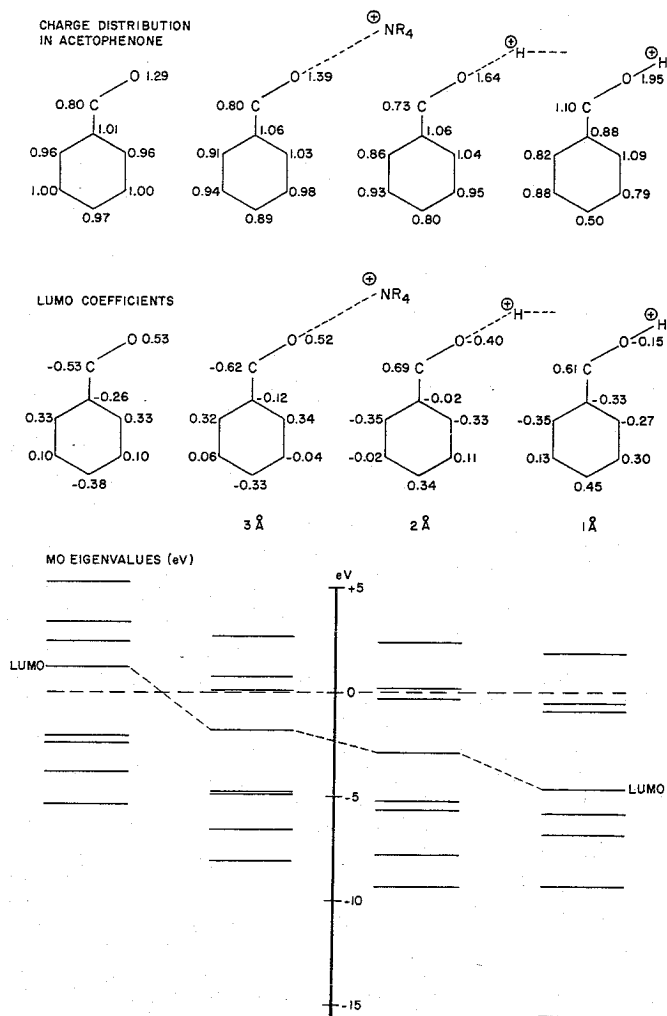 CHARGE DISTRIBUTION
IN ACETOPHENONE
O 1.29
0.80 C
1.01
0.96 0.96
1.00 1.00
0.97
⊕
NR4
O 1.39
0.80 C
1.06
0.91 1.03
0.94 0.98
0.89
⊕
H
O 1.64
0.73 C
1.06
0.86 1.04
0.93 0.95
0.80
⊕
H
O 1.95
1.10 C
0.88
0.82 1.09
0.88 0.79
0.50
LUMO COEFFICIENTS
O 0.53
-0.53 C
-0.26
0.33 0.33
0.10 0.10
-0.38
⊕
NR4
O 0.52
-0.62 C
-0.12
0.32 0.34
0.06 -0.04
-0.33
⊕
H
O -0.40
0.69 C
-0.02
-0.35 -0.33
-0.02 0.11
0.34
⊕
H
O -0.15
0.61 C
-0.33
-0.35 -0.27
0.13 0.30
0.45
3 Å 2 Å 1 Å
MO EIGENVALUES (eV)
eV
+5
LUMO
0
-5
LUMO
-10
-15